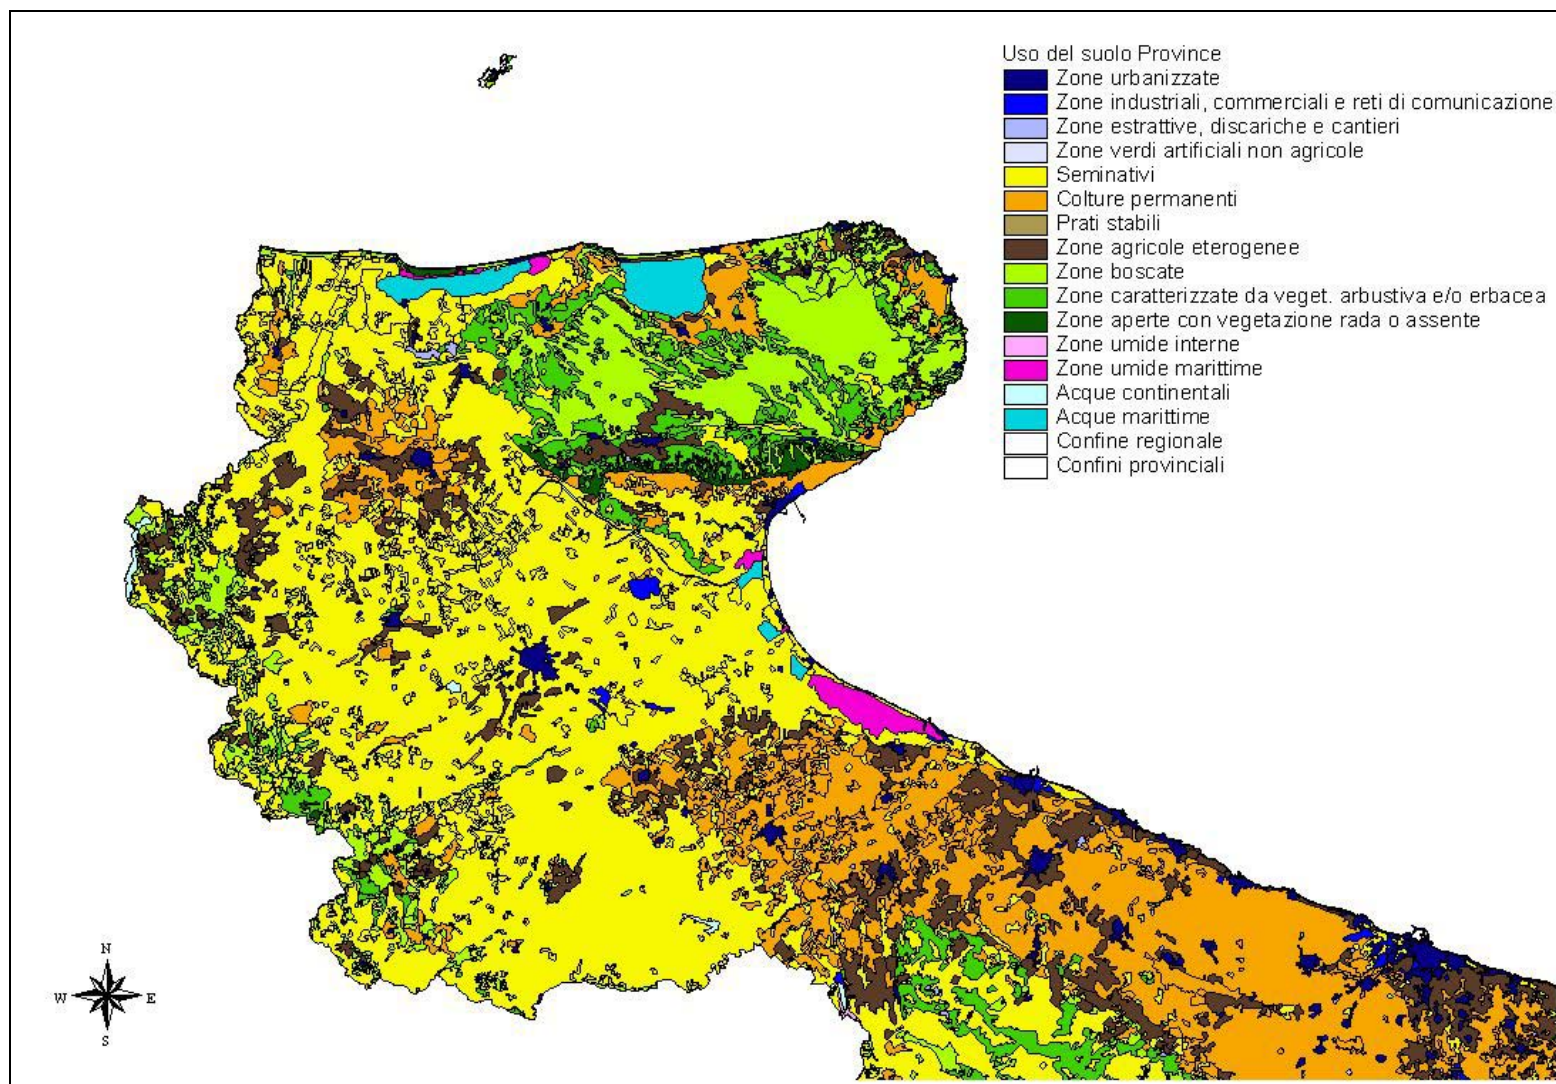 Uso del suolo Province
Zone urbanizzate
Zone industriali, commerciali e reti di comunicazione
Zone estrattive, discariche e cantieri
Zone verdi artificiali non agricole
Seminativi
Colture permanenti
Prati stabili
Zone agricole eterogenee
Zone boscate
Zone caratterizzate da veget. arbustiva e/o erbacea
Zone aperte con vegetazione rada o assente
Zone umide interne
Zone umide marittime
Acque continentali
Acque marittime
Confine regionale
Confini provinciali
N
W E
S